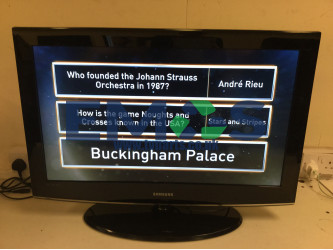 Who founded the Johann Strauss
Orchestra in 1987?
André Rieu
How is the game Noughts and
Crosses known in the USA?
Stars and Stripes
Buckingham Palace
SAMSUNG